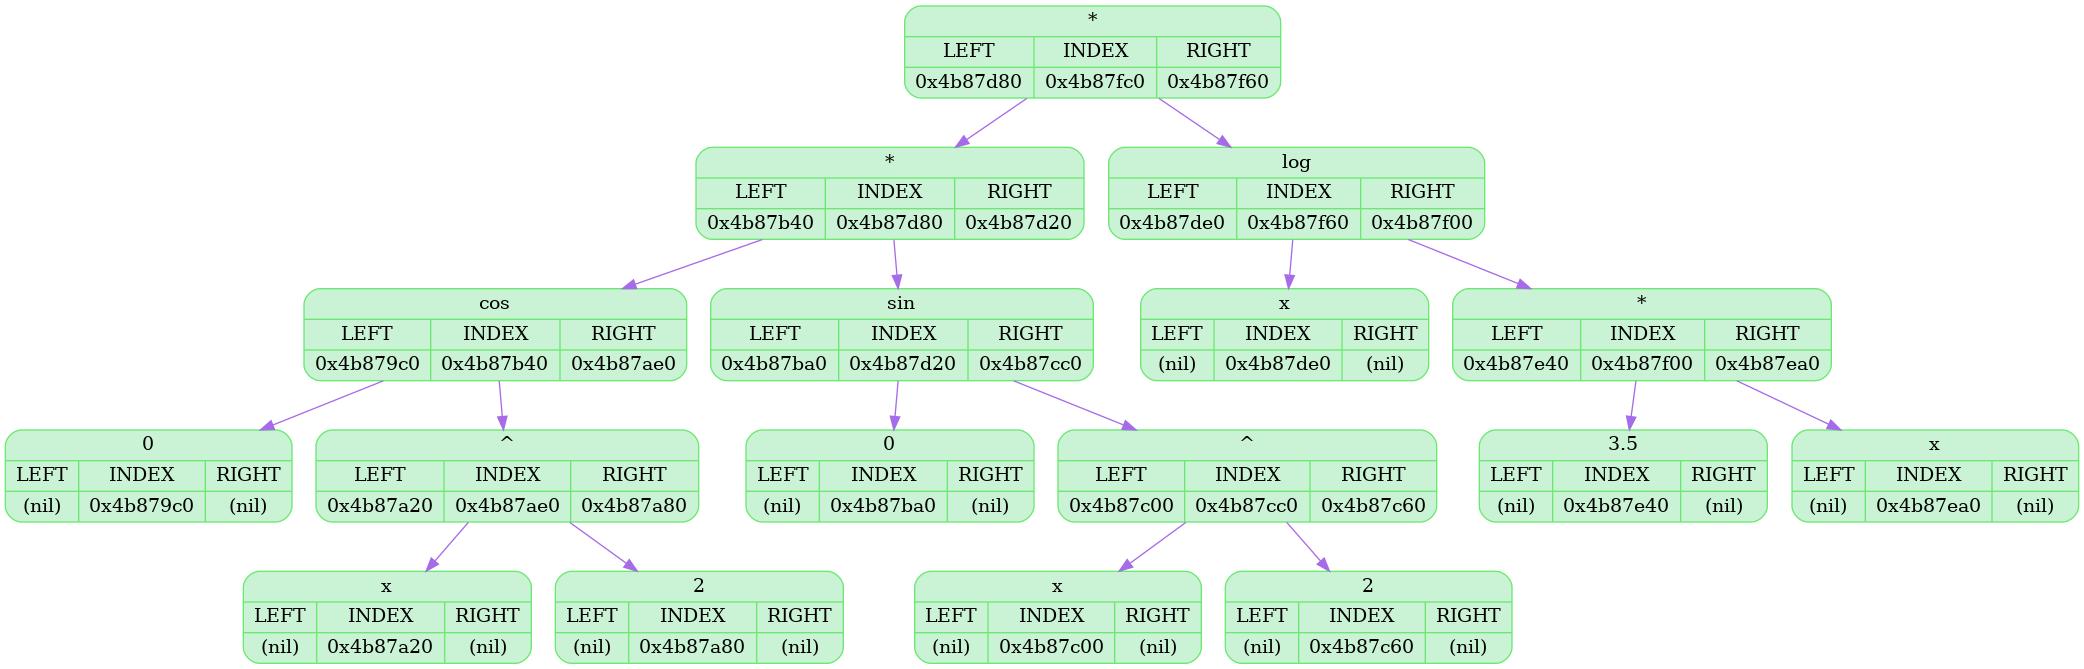 *
LEFT INDEX RIGHT
0x4b87d80 0x4b87fc0 0x4b87f60
*
LEFT INDEX RIGHT
0x4b87b40 0x4b87d80 0x4b87d20
log
LEFT INDEX RIGHT
0x4b87de0 0x4b87f60 0x4b87f00
cos
LEFT INDEX RIGHT
0x4b879c0 0x4b87b40 0x4b87ae0
sin
LEFT INDEX RIGHT
0x4b87ba0 0x4b87d20 0x4b87cc0
x
LEFT INDEX RIGHT
(nil) 0x4b87de0 (nil)
*
LEFT INDEX RIGHT
0x4b87e40 0x4b87f00 0x4b87ea0
0
LEFT INDEX RIGHT
(nil) 0x4b879c0 (nil)
^
LEFT INDEX RIGHT
0x4b87a20 0x4b87ae0 0x4b87a80
0
LEFT INDEX RIGHT
(nil) 0x4b87ba0 (nil)
^
LEFT INDEX RIGHT
0x4b87c00 0x4b87cc0 0x4b87c60
3.5
LEFT INDEX RIGHT
(nil) 0x4b87e40 (nil)
x
LEFT INDEX RIGHT
(nil) 0x4b87ea0 (nil)
x
LEFT INDEX RIGHT
(nil) 0x4b87a20 (nil)
2
LEFT INDEX RIGHT
(nil) 0x4b87a80 (nil)
x
LEFT INDEX RIGHT
(nil) 0x4b87c00 (nil)
2
LEFT INDEX RIGHT
(nil) 0x4b87c60 (nil)